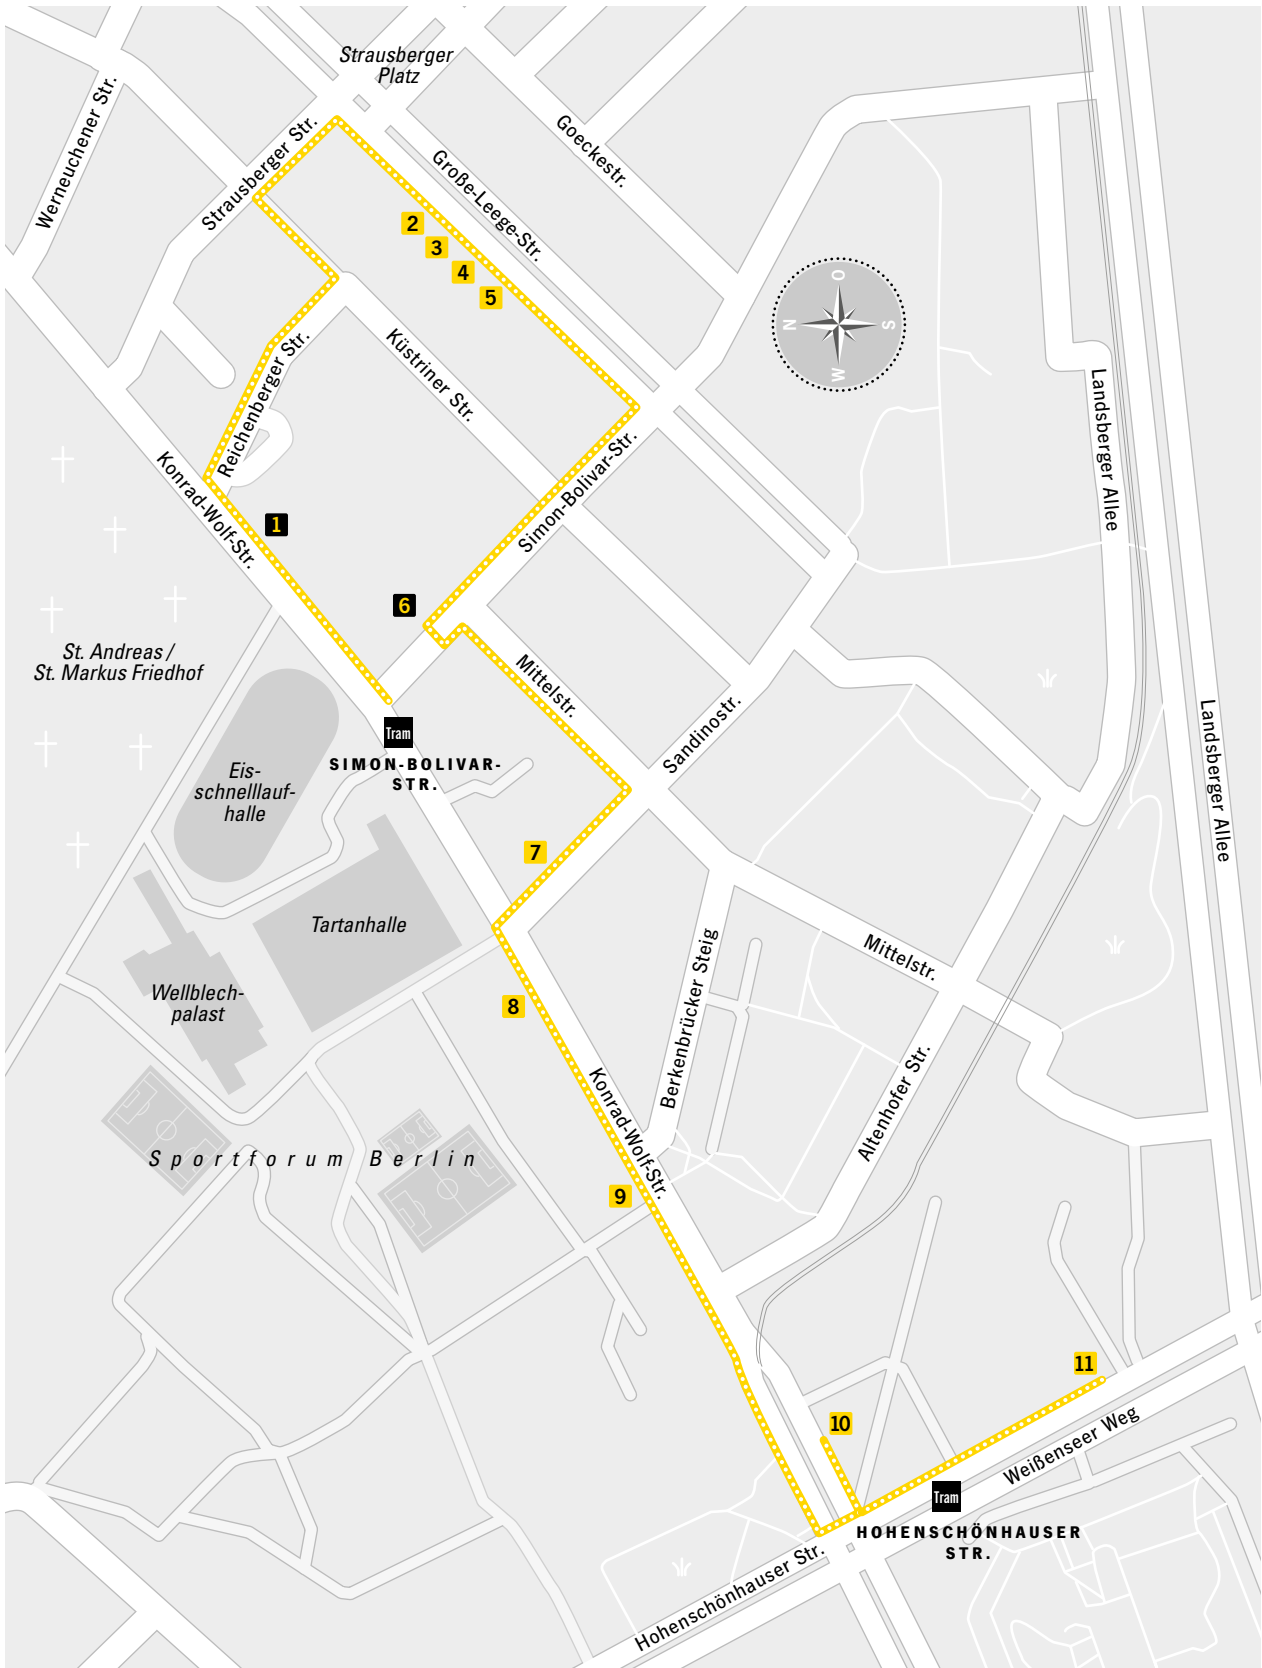 Strausberger
Platz
Werneuchener Str.
Strausberger Str.
Große-Leege-Str.
Goeckestr.
2
3
4
5
O
N
S
W
Küstriner Str.
Reichenberger Str.
Landsberger Allee
Konrad-Wolf-Str.
1
Simon-Bolivar-Str.
6
St. Andreas /
St. Markus Friedhof
Mittelstr.
Sandinostr.
Tram
SIMON-BOLIVAR-
STR.
Landsberger Allee
Eis-
schnellauf-
halle
7
Tartanhalle
Mittelstr.
Berkenbrücker Steig
Wellblech-
palast
8
Konrad-Wolf-Str.
Altenhofer Str.
Sportforum Berlin
9
11
10
Weißenseer Weg
Tram
HOHENSCHÖNHAUSER
STR.
Hohenschönhauser Str.